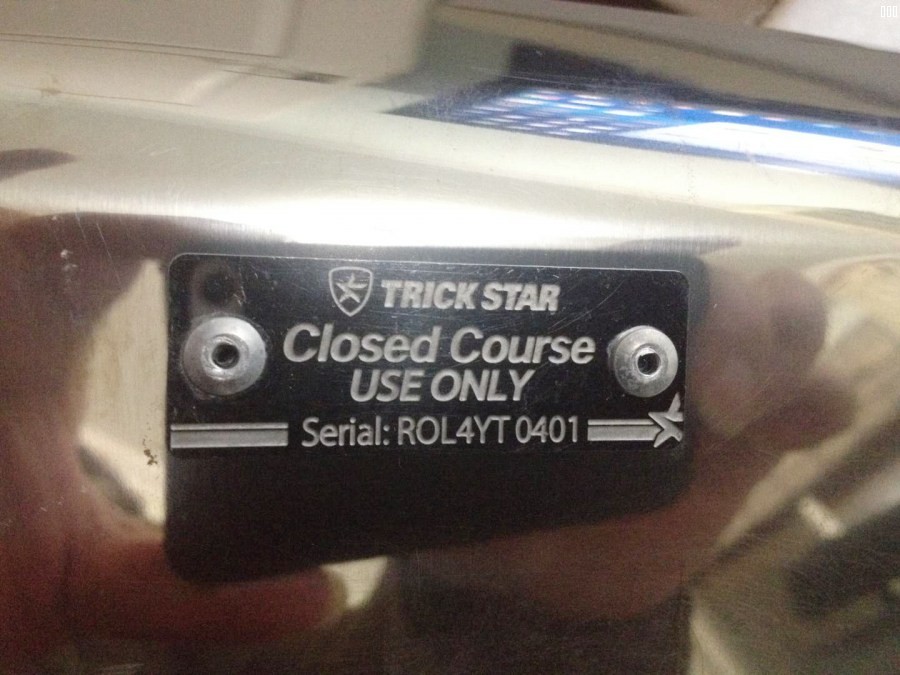 TRICK STAR
Closed Course
USE ONLY
Serial: ROL4YT 0401